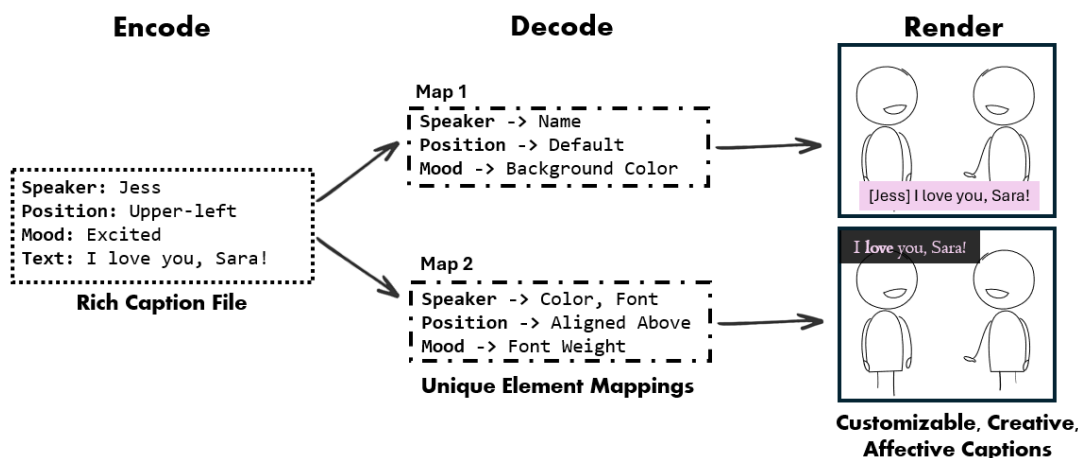 Encode
Decode
Render
Speaker: Jess
Position: Upper-left
Mood: Excited
Text: I love you, Sara!
Rich Caption File
Map 1
Speaker -> Name
Position -> Default
Mood -> Background Color
Map 2
Speaker -> Color, Font
Position -> Aligned Above
Mood -> Font Weight
Unique Element Mappings
[Jess] I love you, Sara!
I love you, Sara!
Customizable, Creative,
Affective Captions